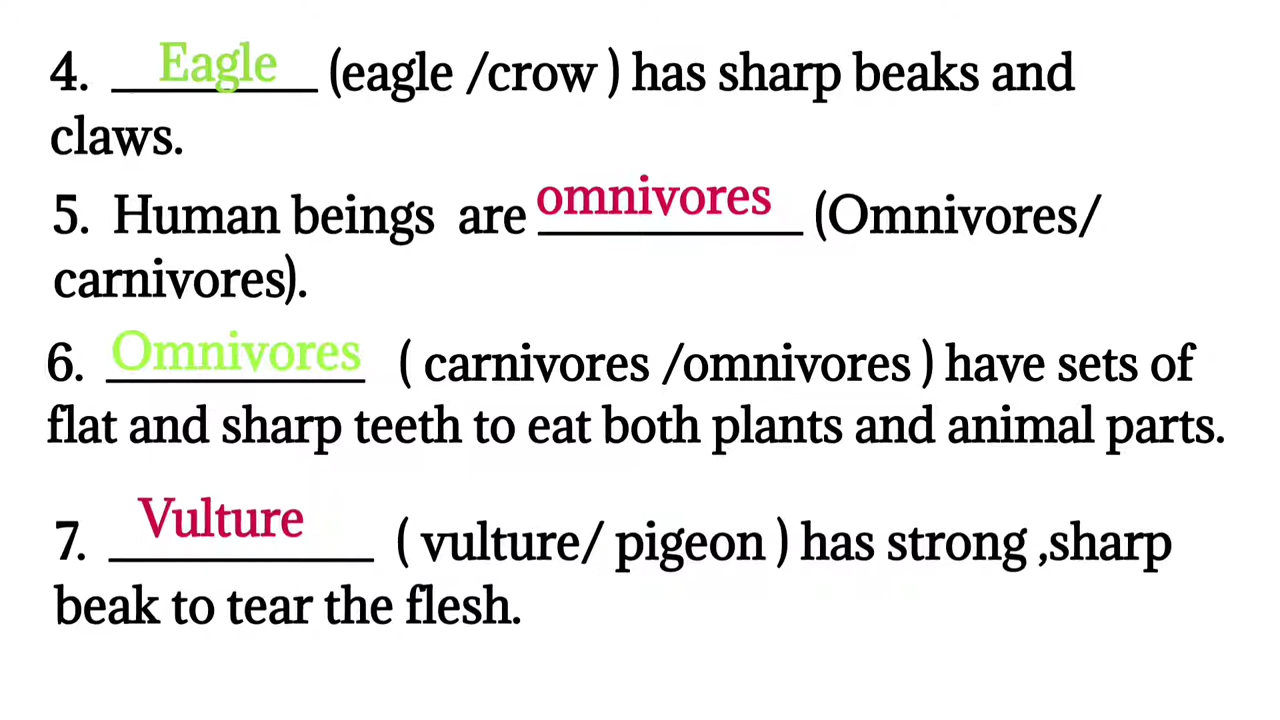 4. Eagle (eagle /crow ) has sharp beaks and
claws.
5. Human beings are omnivores (Omnivores/
carnivores).
6. Omnivores ( carnivores /omnivores ) have sets of
flat and sharp teeth to eat both plants and animal parts.
7. Vulture ( vulture/ pigeon ) has strong ,sharp
beak to tear the flesh.